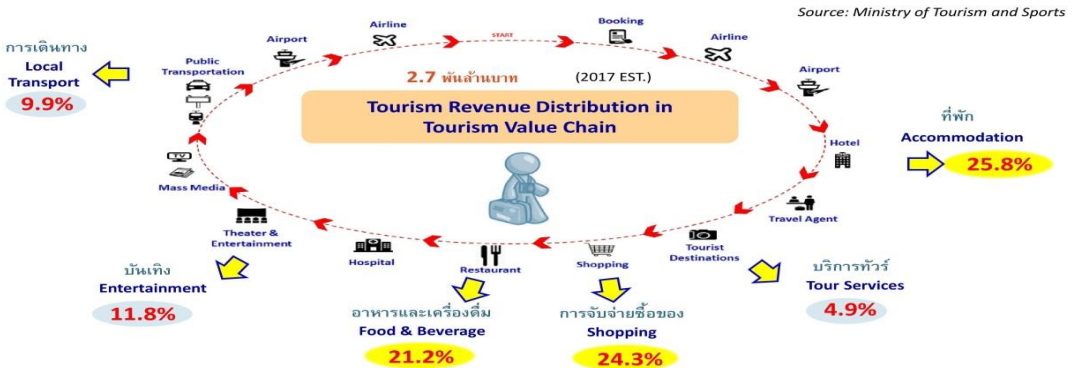 Source: Ministry of Tourism and Sports
START
Booking
Airline
Airport
Hotel
Travel Agent
Tourist
Destinations
Shopping
Restaurant
Hospital
Theater &
Entertainment
Mass Media
TV
Public
Transportation
Airport
Airline
2.7 พันล้านบาท (2017 EST.)
Tourism Revenue Distribution in
Tourism Value Chain
การเดินทาง
Local
Transport
9.9%
ที่พัก
Accommodation
25.8%
บริการทัวร์
Tour Services
4.9%
การจับจ่ายซื้อของ
Shopping
24.3%
อาหารและเครื่องดื่ม
Food & Beverage
21.2%
บันเทิง
Entertainment
11.8%